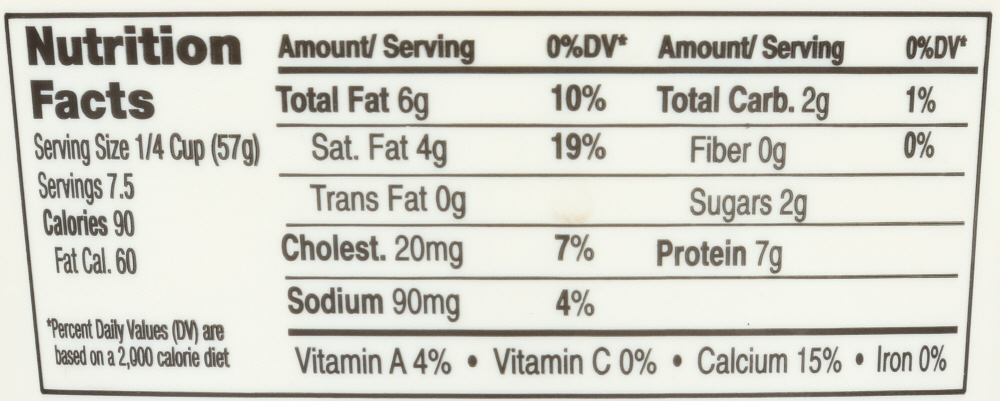 Nutrition
Facts
Serving Size 1/4 Cup (57g)
Servings 7.5
Calories 90
Fat Cal. 60
*Percent Daily Values (DV) are
based on a 2,000 calorie diet
Amount/ Serving 0%DV* Amount/ Serving 0%DV*
Total Fat 6g 10% Total Carb. 2g 1%
Sat. Fat 4g 19% Fiber 0g 0%
Trans Fat 0g Sugars 2g
Cholest. 20mg 7% Protein 7g
Sodium 90mg 4%
Vitamin A 4% • Vitamin C 0% • Calcium 15% • Iron 0%